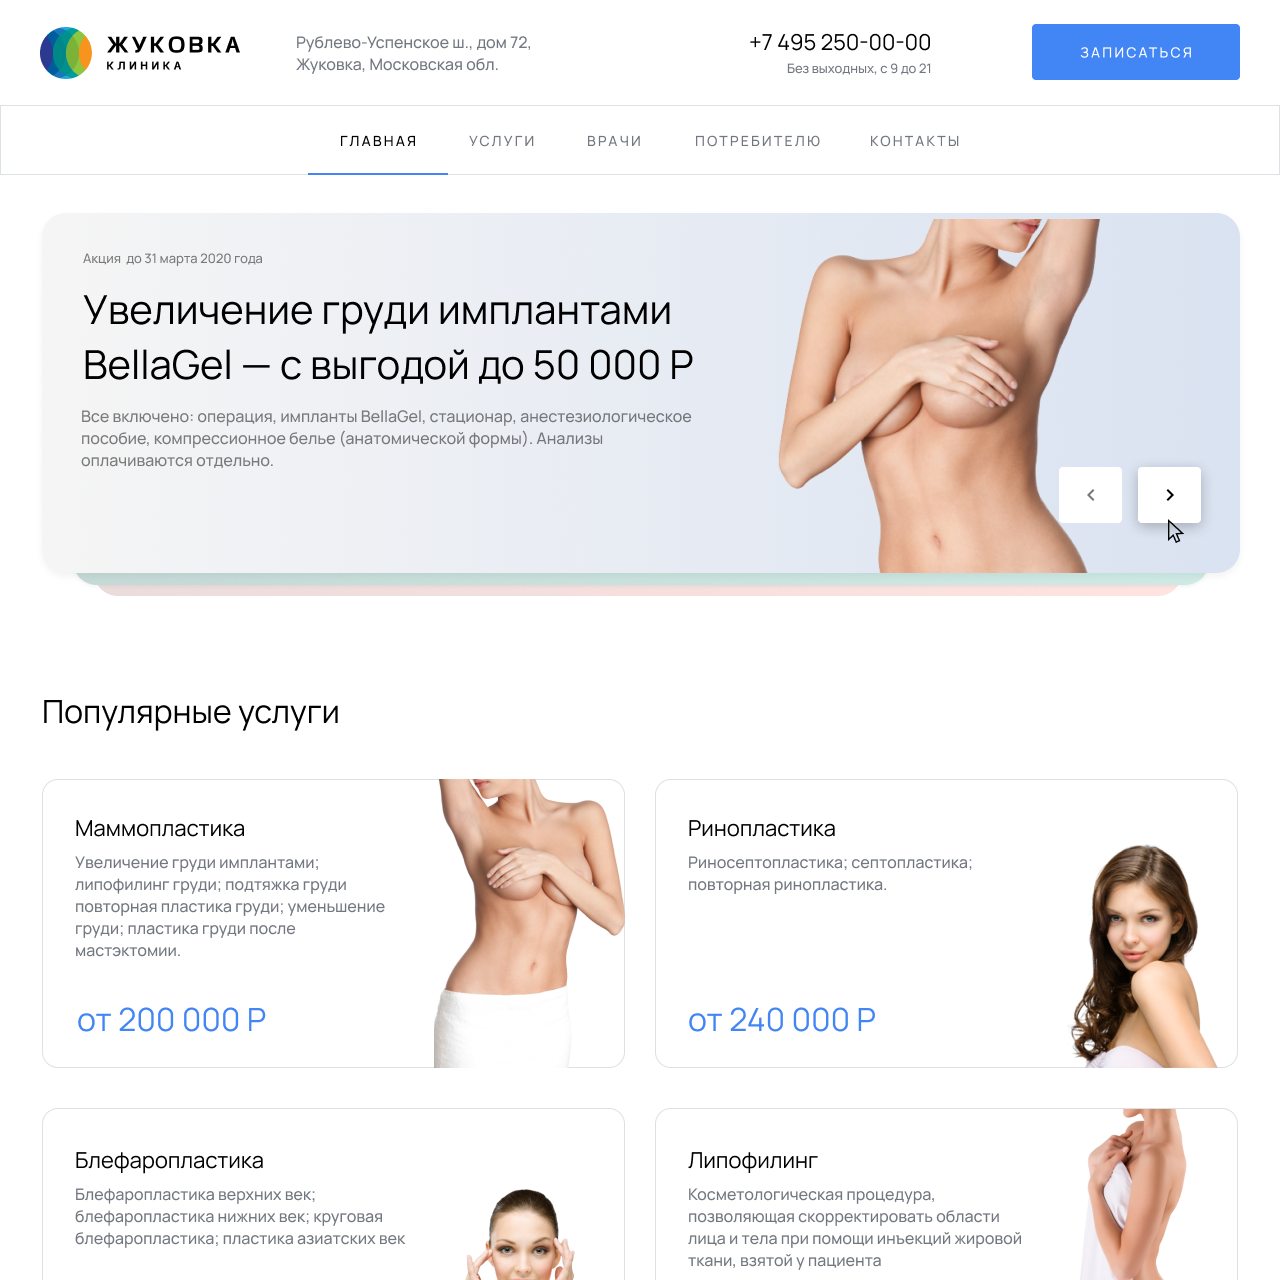 ЖУКОВКА
КЛИНИКА
Рублево-Успенское ш., дом 72,
Жуковка, Московская обл.
+7 495 250-00-00
Без выходных, с 9 до 21
ЗАПИСАТЬСЯ
ГЛАВНАЯ УСЛУГИ ВРАЧИ ПОТРЕБИТЕЛЮ КОНТАКТЫ
Акция до 31 марта 2020 года
Увеличение груди имплантами
BellaGel — с выгодой до 50 000 Р
Все включено: операция, импланты BellaGel, стационар, анестезиологическое
пособие, компрессионное белье (анатомической формы). Анализы
оплачиваются отдельно.
Популярные услуги
Маммопластика
Увеличение груди имплантами;
липофилинг груди; подтяжка груди
повторная пластика груди; уменьшение
груди; пластика груди после
мастэктомии.
от 200 000 Р
Ринопластика
Риносептопластика; септопластика;
повторная ринопластика.
от 240 000 Р
Блефаропластика
Блефаропластика верхних век;
блефаропластика нижних век; круговая
блефаропластика; пластика азиатских век
Липофилинг
Косметологическая процедура,
позволяющая скорректировать области
лица и тела при помощи инъекций жировой
ткани, взятой у пациента